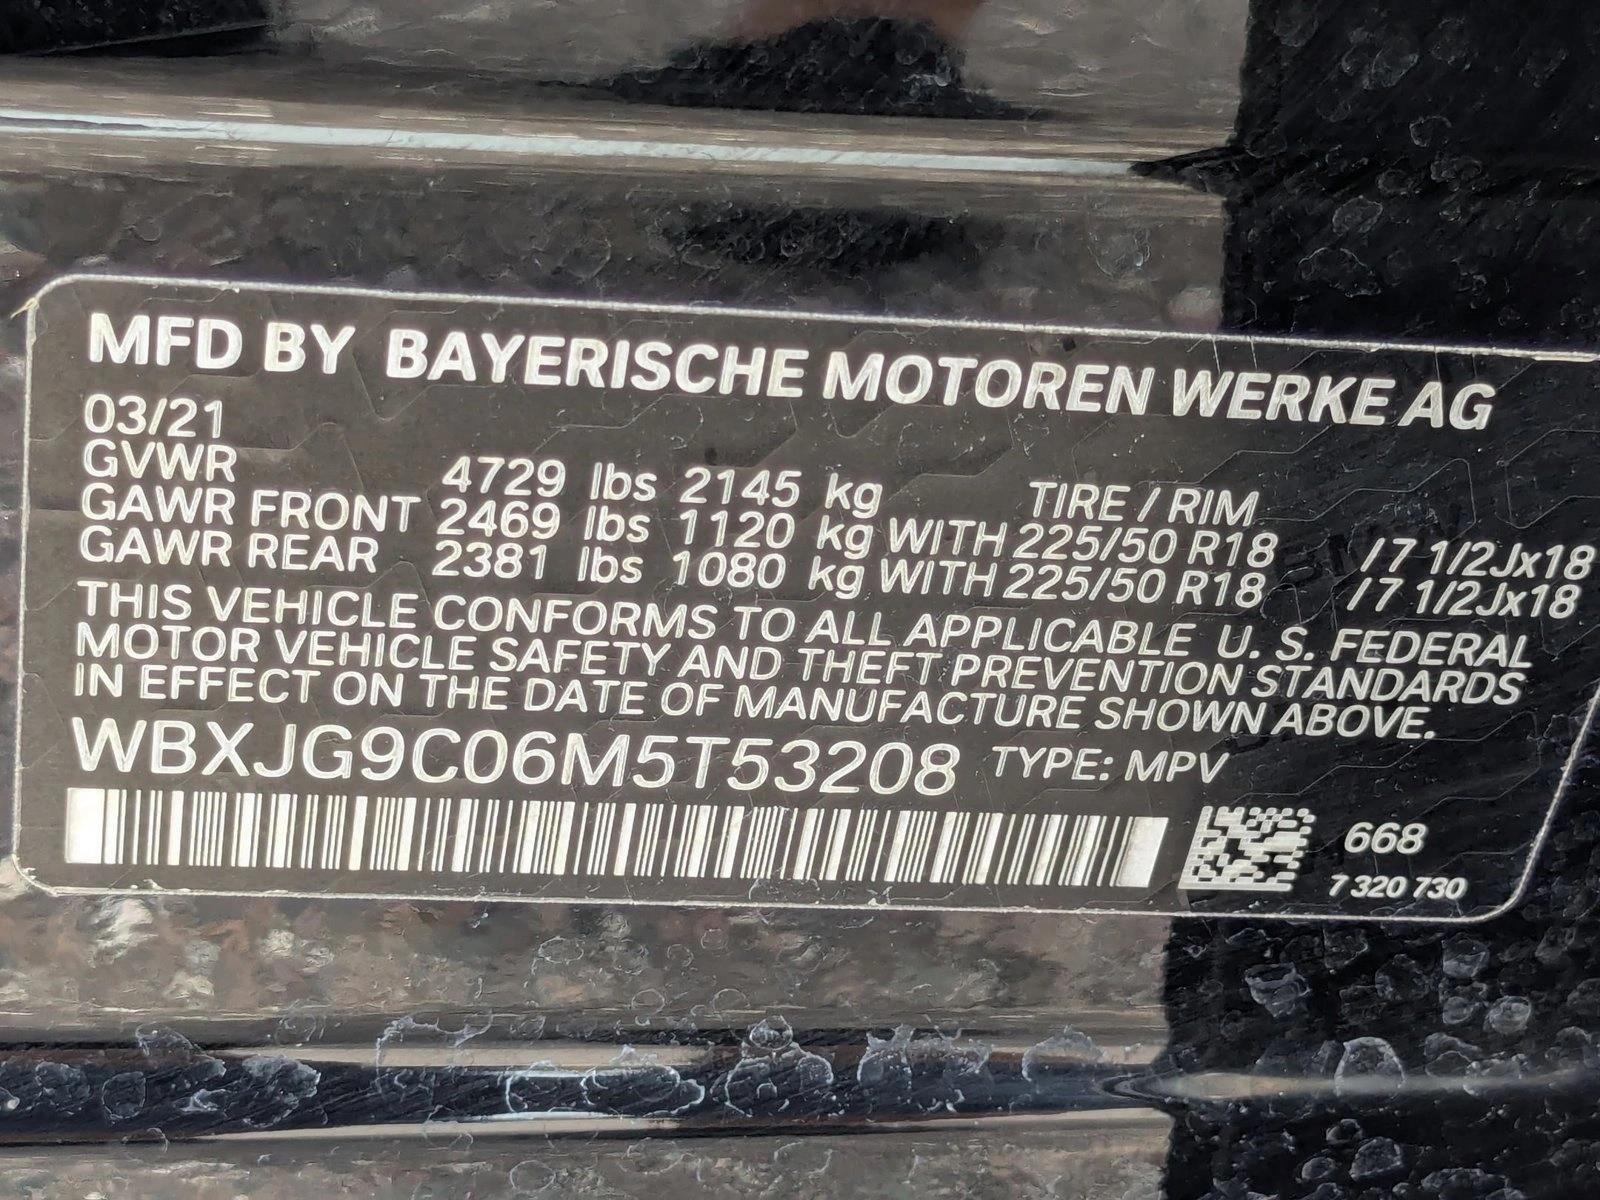 MFD BY BAYERISCHE MOTOREN WERKE AG
03/21
GVWR 4729 lbs 2145 kg TIRE / RIM
GAWR FRONT 2469 lbs 1120 kg WITH 225/50 R18 /7 1/2Jx18
GAWR REAR 2381 lbs 1080 kg WITH 225/50 R18 /7 1/2Jx18
THIS VEHICLE CONFORMS TO ALL APPLICABLE U. S. FEDERAL
MOTOR VEHICLE SAFETY AND THEFT PREVENTION STANDARDS
IN EFFECT ON THE DATE OF MANUFACTURE SHOWN ABOVE.
WBXJG9C06M5T53208 TYPE: MPV
668
7 320 730